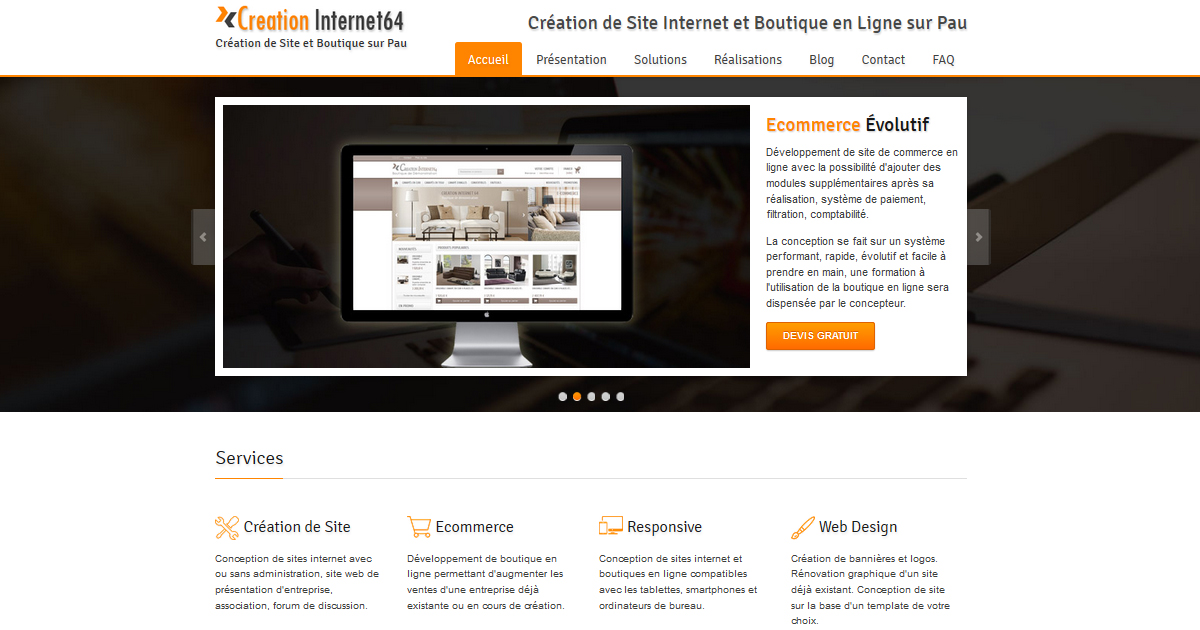 Creation Internet64
Création de Site et Boutique sur Pau
Création de Site Internet et Boutique en Ligne sur Pau
Accueil Présentation Solutions Réalisations Blog Contact FAQ
Ecommerce Évolutif
Développement de site de commerce en
ligne avec la possibilité d'ajouter des
modules supplémentaires après sa
réalisation, système de paiement,
filtration, comptabilité.
La conception se fait sur un système
performant, rapide, évolutif et facile à
prendre en main, une formation à
l'utilisation de la boutique en ligne sera
dispensée par le concepteur.
DEVIS GRATUIT
Services
Création de Site
Conception de sites internet avec
ou sans administration, site web de
présentation d'entreprise,
association, forum de discussion.
Ecommerce
Développement de boutique en
ligne permettant d'augmenter les
ventes d'une entreprise déjà
existante ou en cours de création.
Responsive
Conception de sites internet et
boutiques en ligne compatibles
avec les tablettes, smartphones et
ordinateurs de bureau.
Web Design
Création de bannières et logos.
Rénovation graphique d'un site
déjà existant. Conception de site
sur la base d'un template de votre
choix.